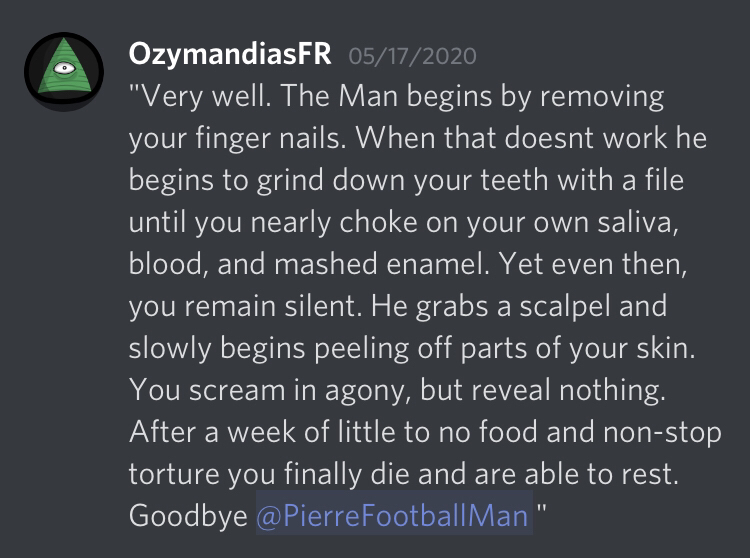 OzymandiasFR 05/17/2020
"Very well. The Man begins by removing
your finger nails. When that doesnt work he
begins to grind down your teeth with a file
until you nearly choke on your own saliva,
blood, and mashed enamel. Yet even then,
you remain silent. He grabs a scalpel and
slowly begins peeling off parts of your skin.
You scream in agony, but reveal nothing.
After a week of little to no food and non-stop
torture you finally die and are able to rest.
Goodbye @PierreFootballMan "